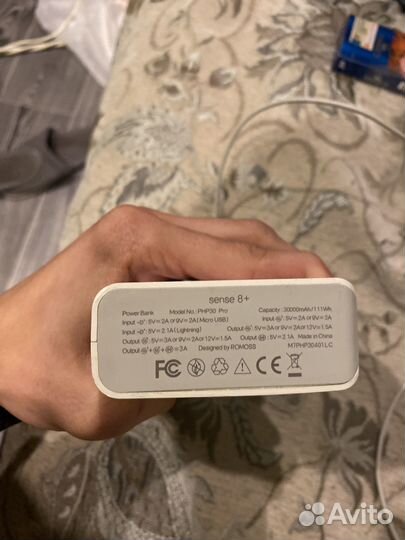 sense 8+
Power Bank Model No.: PHP30 Pro Capacity: 30000mAh/111Wh
Input : 5V=2A or 9V=2A (Micro USB) Input : 5V=2A or 9V=2A
Input : 5V=2.1A (Lightning) Output : 5V=3A or 9V=2A or 12V=1.5A
Output : 5V=3A or 9V=2A or 12V=1.5A Output : 5V=2.1A
Output + + =3A Designed by ROMOSS Made in China
FC CE
M7PHP30401LC
Avito